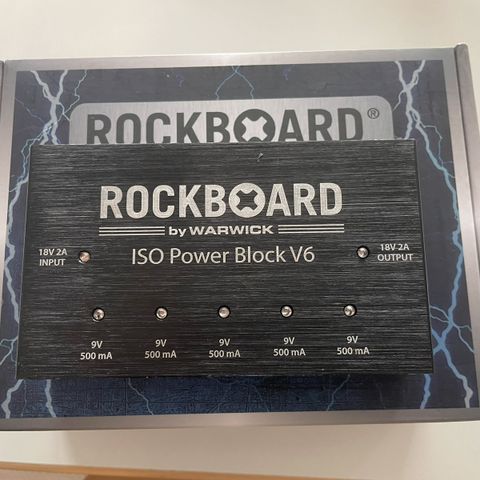 ROCKBOARD®
ROCKBOARD
by WARWICK
ISO Power Block V6
18V 2A
INPUT
18V 2A
OUTPUT
9V
500 mA
9V
500 mA
9V
500 mA
9V
500 mA
9V
500 mA